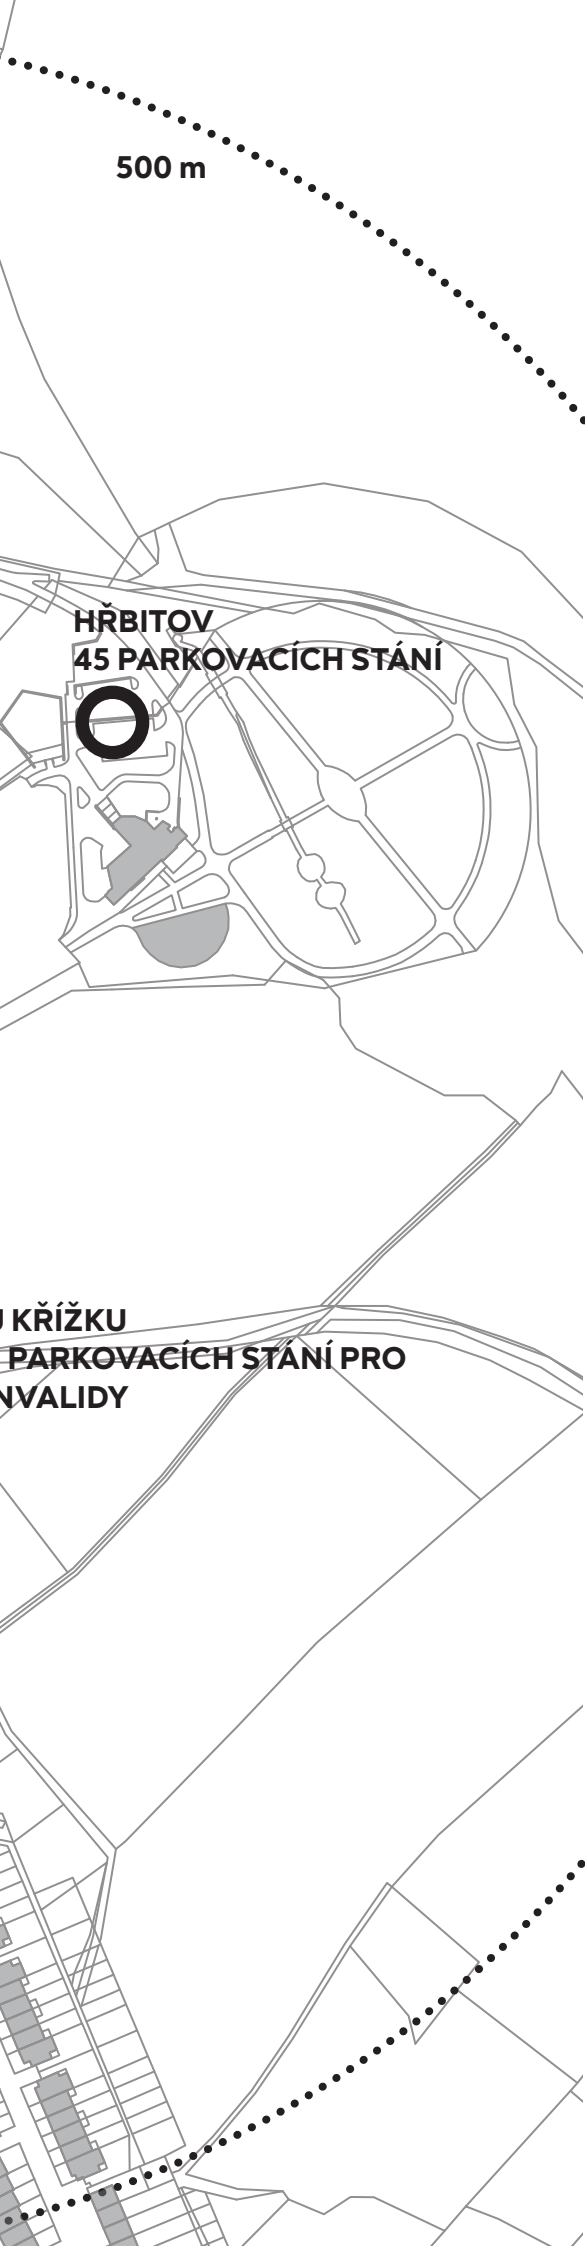 500 m
HŘBITOV
45 PARKOVACÍCH STÁNÍ
KŘÍŽKU
PARKOVACÍCH STÁNÍ PRO
NVALIDY